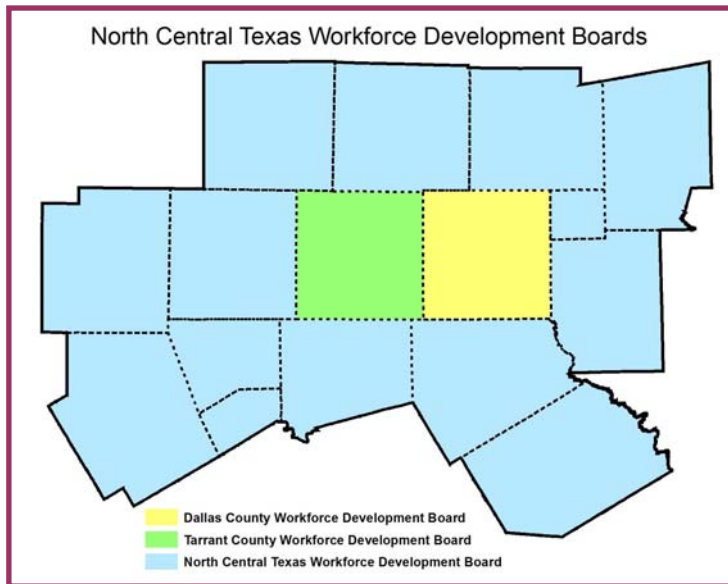 North Central Texas Workforce Development Boards
Dallas County Workforce Development Board
Tarrant County Workforce Development Board
North Central Texas Workforce Development Board